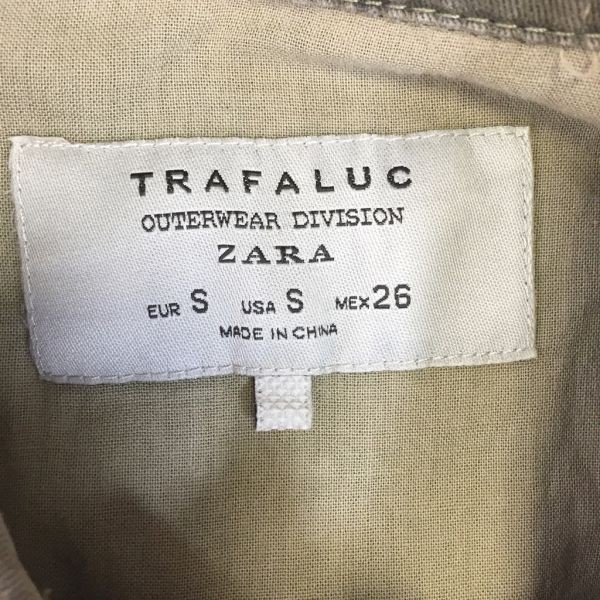 TRAFALUC
OUTERWEAR DIVISION
ZARA
EUR S USA S MEX 26
MADE IN CHINA